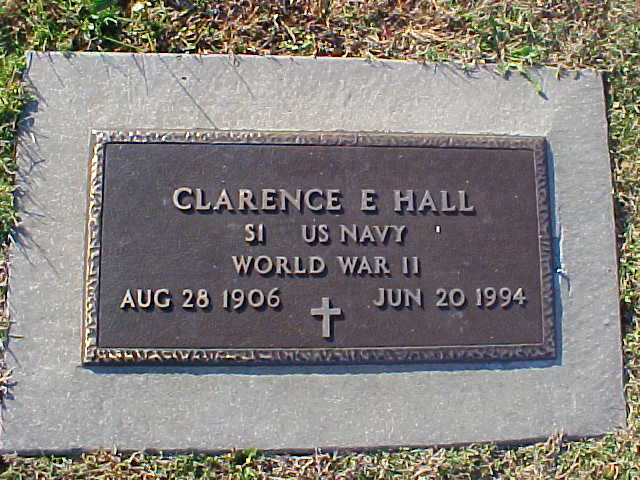 CLARENCE E HALL
S1 US NAVY
WORLD WAR II
AUG 28 1906 JUN 20 1994